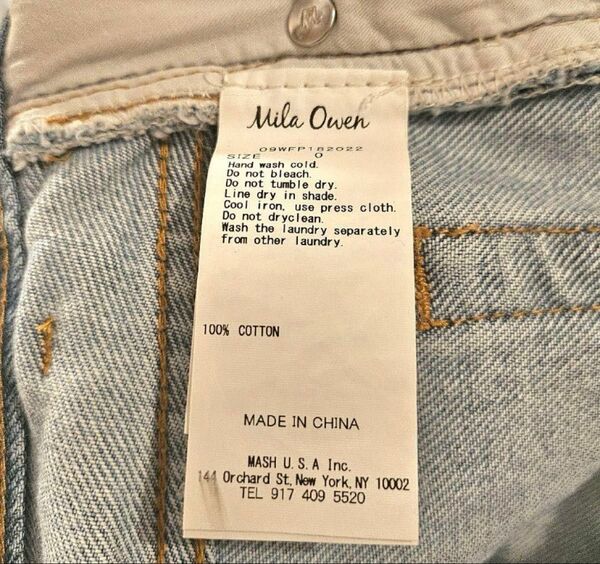 Mila Owen
09WFP182022
SIZE 0
Hand wash cold.
Do not bleach.
Do not tumble dry.
Line dry in shade.
Cool iron, use press cloth.
Do not dryclean.
Wash the laundry separately
from other laundry.
100% COTTON
MADE IN CHINA
MASH U.S.A Inc.
144 Orchard St, New York, NY 10002
TEL 917 409 5520